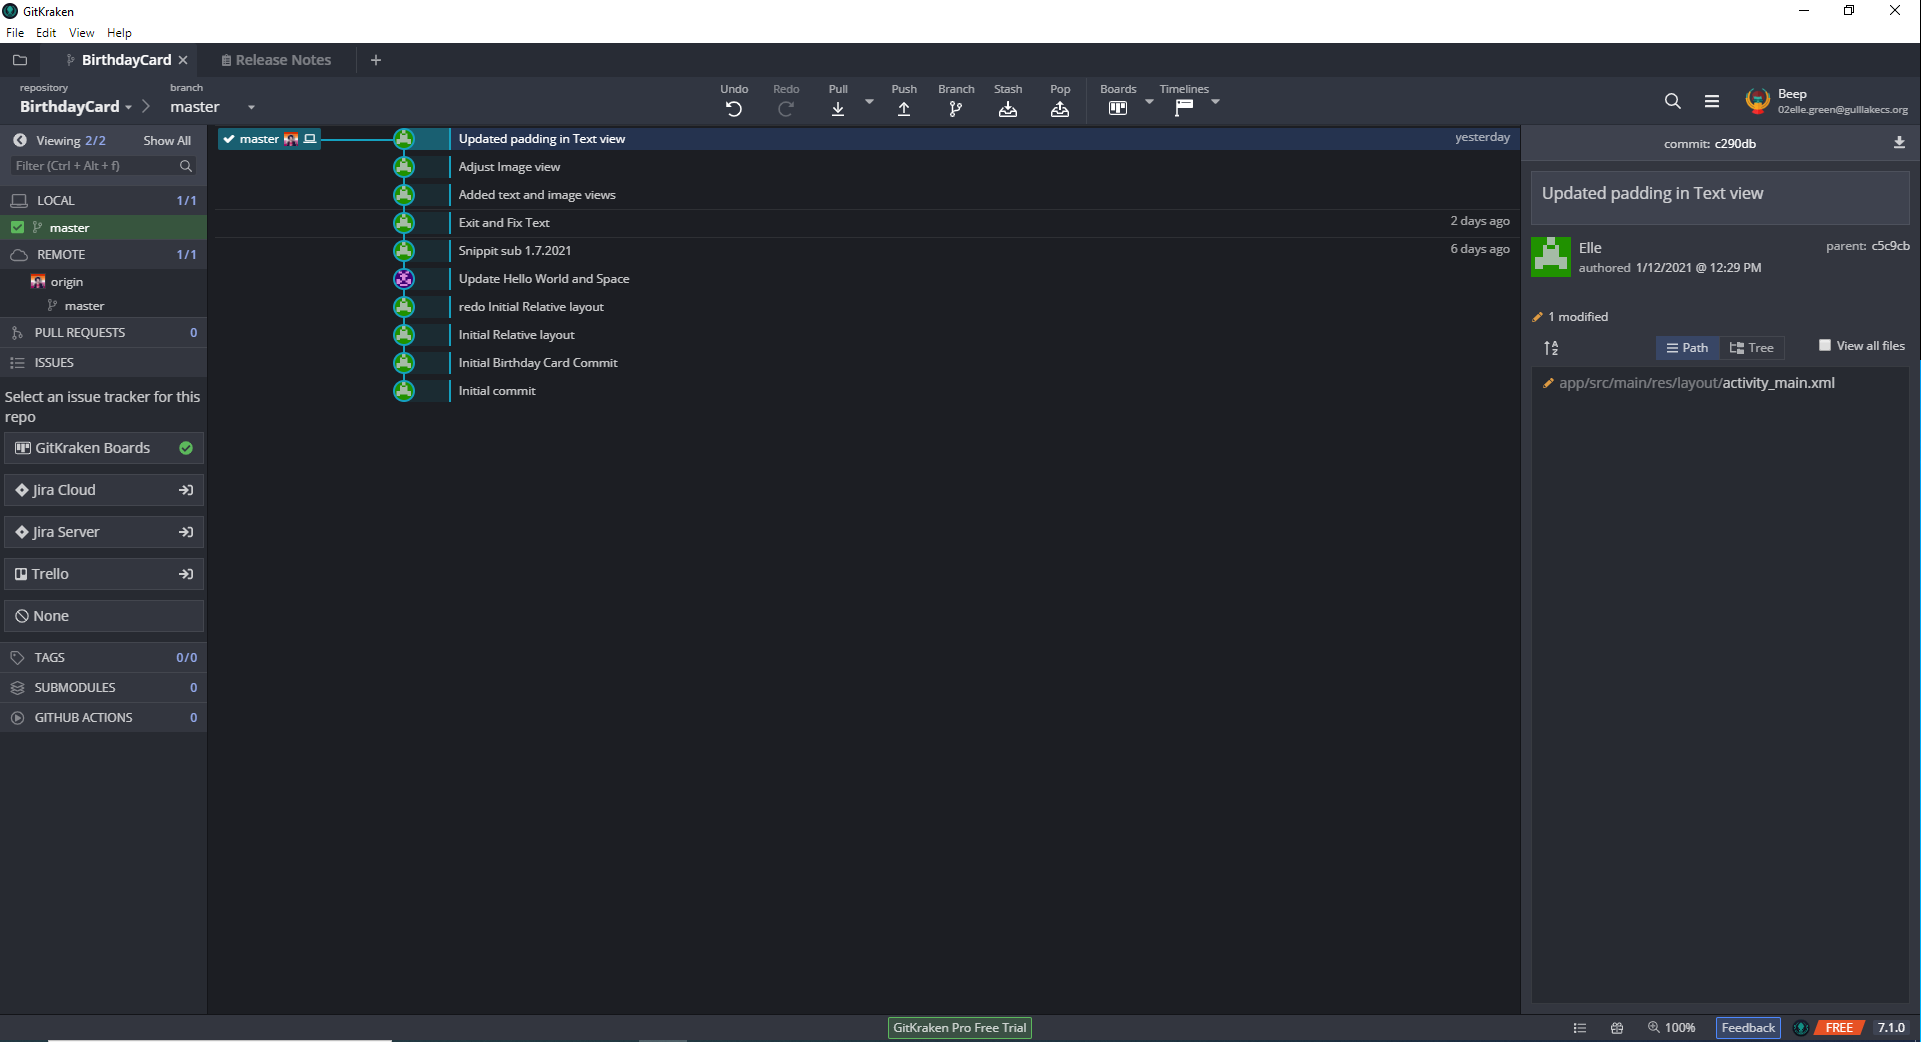 GitKraken
File Edit View Help
BirthdayCard Release Notes +
repository
BirthdayCard
branch
master
Undo Redo Pull Push Branch Stash Pop Boards Timelines
Beep
02elle.green@gulllakecs.org
Viewing 2/2 Show All
Filter (Ctrl + Alt + f)
LOCAL 1/1
master
REMOTE 1/1
origin
master
PULL REQUESTS 0
ISSUES
Select an issue tracker for this
repo
GitKraken Boards
Jira Cloud
Jira Server
Trello
None
TAGS 0/0
SUBMODULES 0
GITHUB ACTIONS 0
master Updated padding in Text view yesterday
Adjust Image view
Added text and image views
Exit and Fix Text 2 days ago
Snippit sub 1.7.2021 6 days ago
Update Hello World and Space
redo Initial Relative layout
Initial Relative layout
Initial Birthday Card Commit
Initial commit
commit: c290db
Updated padding in Text view
Elle parent: c5c9cb
authored 1/12/2021 @ 12:29 PM
1 modified
Path Tree View all files
app/src/main/res/layout/activity_main.xml
GitKraken Pro Free Trial
100% Feedback FREE 7.1.0